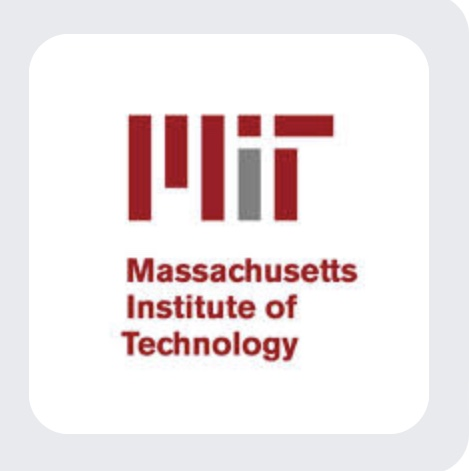 MIT
Massachusetts
Institute of
Technology